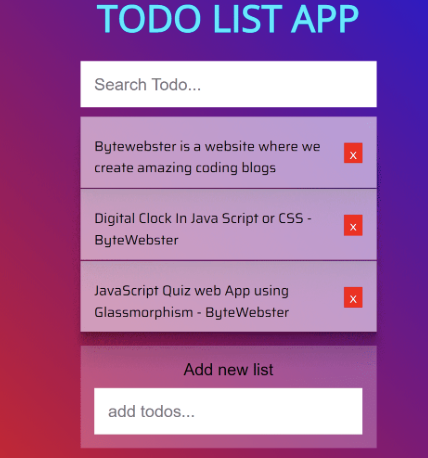 TODO LIST APP
Search Todo...
Bytewebster is a website where we
create amazing coding blogs
x
Digital Clock In Java Script or CSS -
ByteWebster
x
JavaScript Quiz web App using
Glassmorphism - ByteWebster
x
Add new list
add todos...